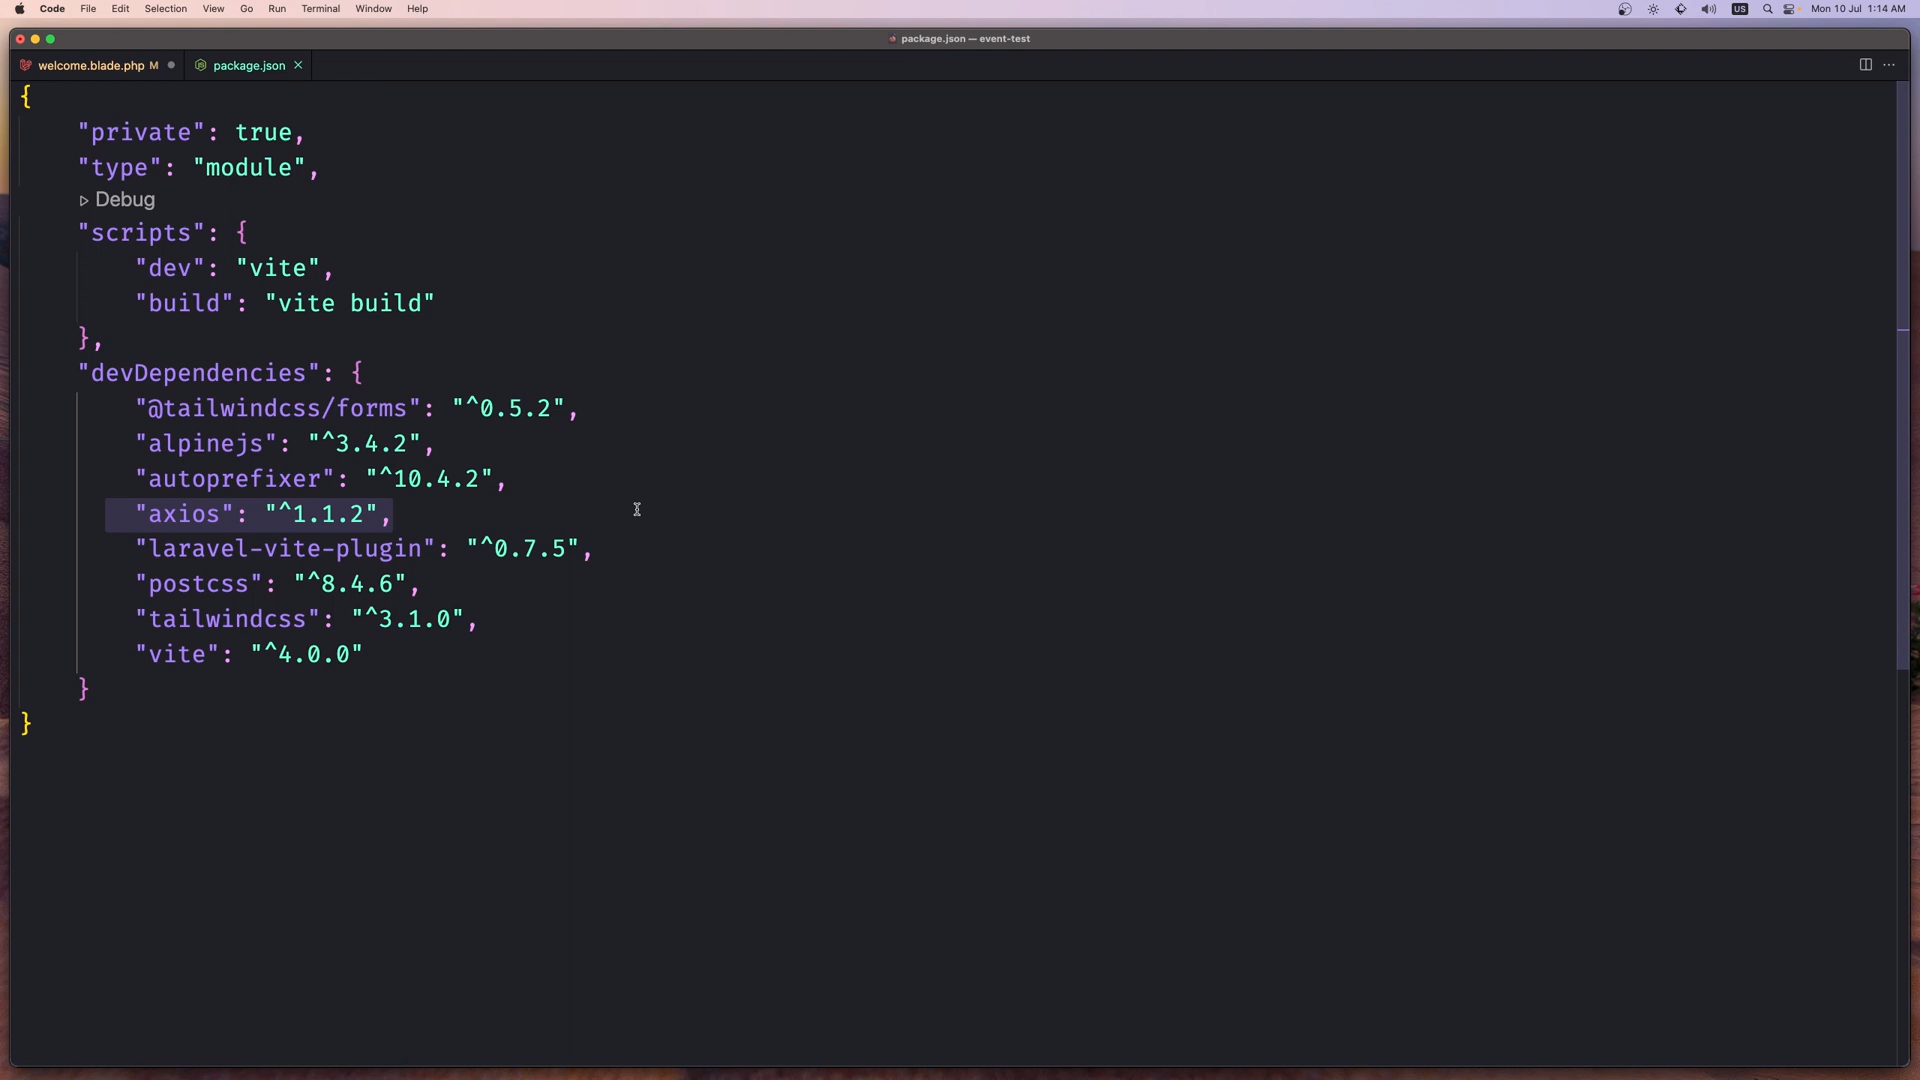 Code File Edit Selection View Go Run Terminal Window Help US Mon 10 Jul 1:14 AM
package.json — event-test
welcome.blade.php M package.json
{
"private": true,
"type": "module",
Debug
"scripts": {
"dev": "vite",
"build": "vite build"
},
"devDependencies": {
"@tailwindcss/forms": "^0.5.2",
"alpinejs": "^3.4.2",
"autoprefixer": "^10.4.2",
"axios": "^1.1.2",
"laravel-vite-plugin": "^0.7.5",
"postcss": "^8.4.6",
"tailwindcss": "^3.1.0",
"vite": "^4.0.0"
}
}